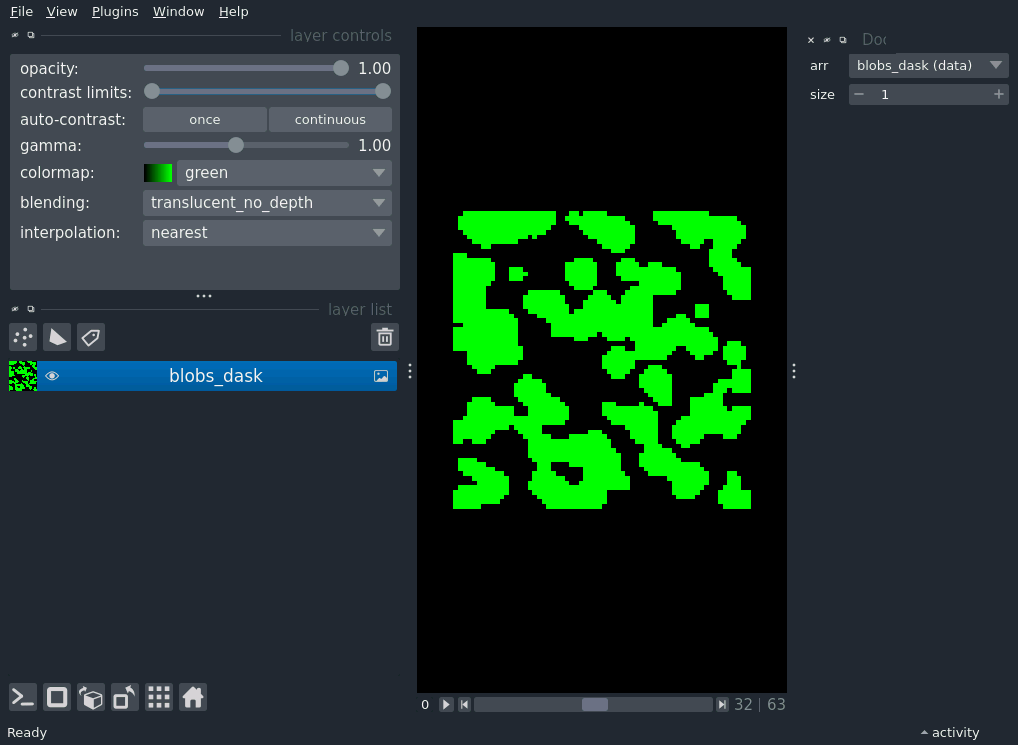 File View Plugins Window Help
layer controls
opacity: 1.00
contrast limits:
auto-contrast: once continuous
gamma: 1.00
colormap: green
blending: translucent_no_depth
interpolation: nearest
layer list
blobs_dask
arr blobs_dask (data)
size 1
0 32 | 63
Ready
activity